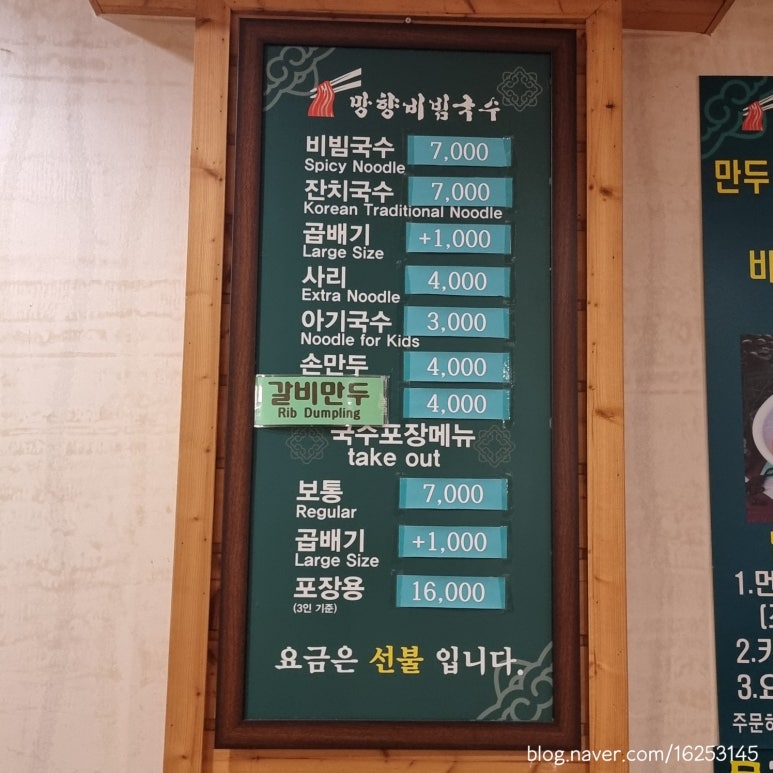 망향비빔국수
비빔국수 7,000
Spicy Noodle
잔치국수 7,000
Korean Traditional Noodle
곱배기 +1,000
Large Size
사리 4,000
Extra Noodle
아기국수 3,000
Noodle for Kids
손만두 4,000
갈비만두 4,000
Rib Dumpling
국수포장메뉴
take out
보통 7,000
Regular
곱배기 +1,000
Large Size
포장용 16,000
(3인 기준)
요금은 선불 입니다.
만두
1.먼
2.카
3.요
blog.naver.com/16253145